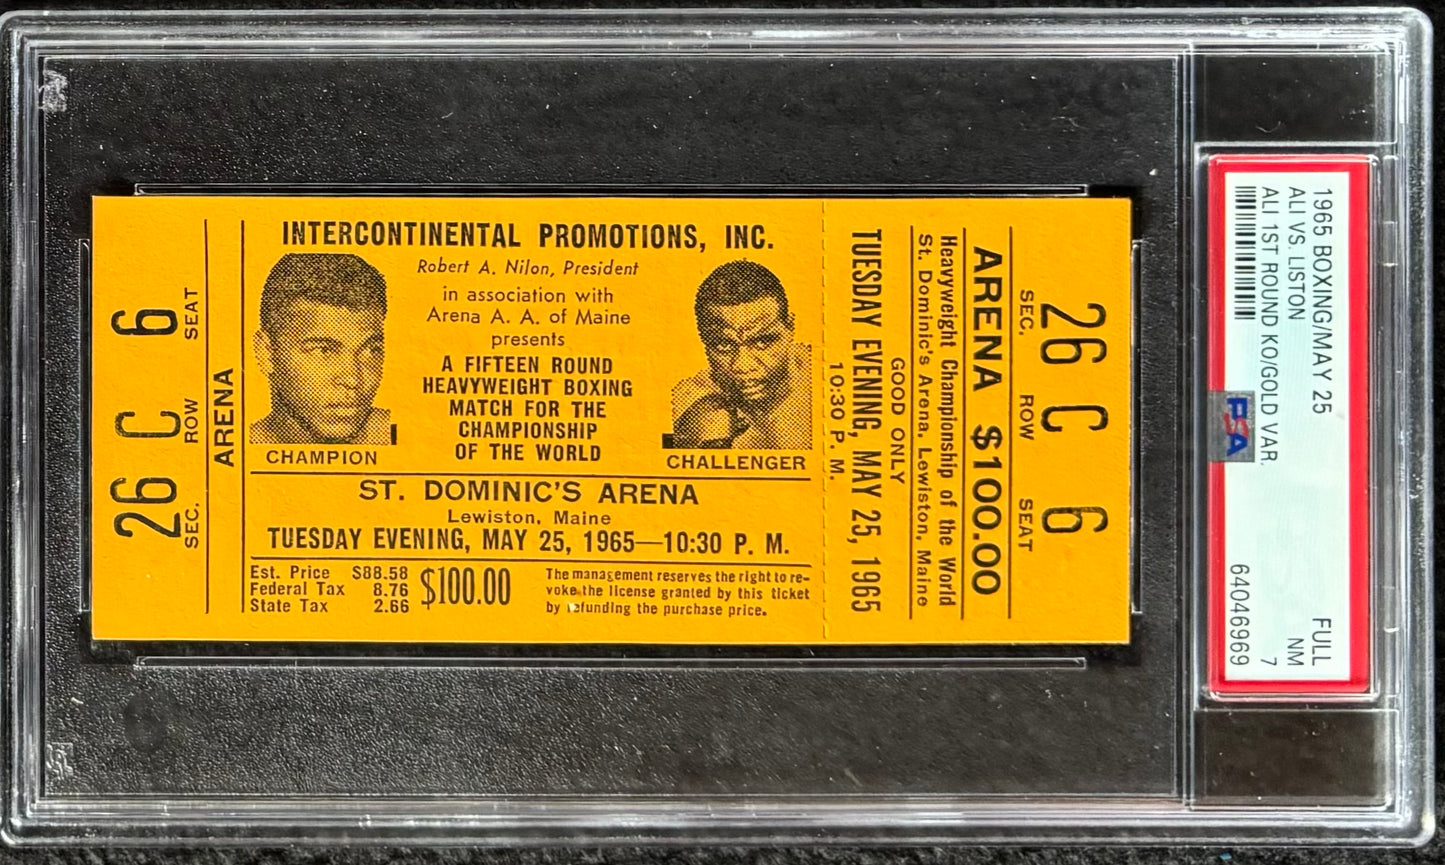 6
SEAT
C
ROW
26
SEC.
ARENA
INTERCONTINENTAL PROMOTIONS, INC.
Robert A. Nilon, President
in association with
Arena A. A. of Maine
presents
A FIFTEEN ROUND
HEAVYWEIGHT BOXING
MATCH FOR THE
CHAMPIONSHIP
OF THE WORLD
CHAMPION
CHALLENGER
ST. DOMINIC'S ARENA
Lewiston, Maine
TUESDAY EVENING, MAY 25, 1965—10:30 P. M.
Est. Price $88.58
Federal Tax 8.76
State Tax 2.66
$100.00
The management reserves the right to re-
voke the license granted by this ticket
by refunding the purchase price.
26 C 6
SEC. ROW SEAT
ARENA $100.00
Heavyweight Championship of the World
St. Dominic's Arena, Lewiston, Maine
GOOD ONLY
TUESDAY EVENING, MAY 25, 1965
10:30 P. M.
1965 BOXING/MAY 25 FULL
ALI VS. LISTON NM
ALI 1ST ROUND KO/GOLD VAR. 7
64046969
PSA